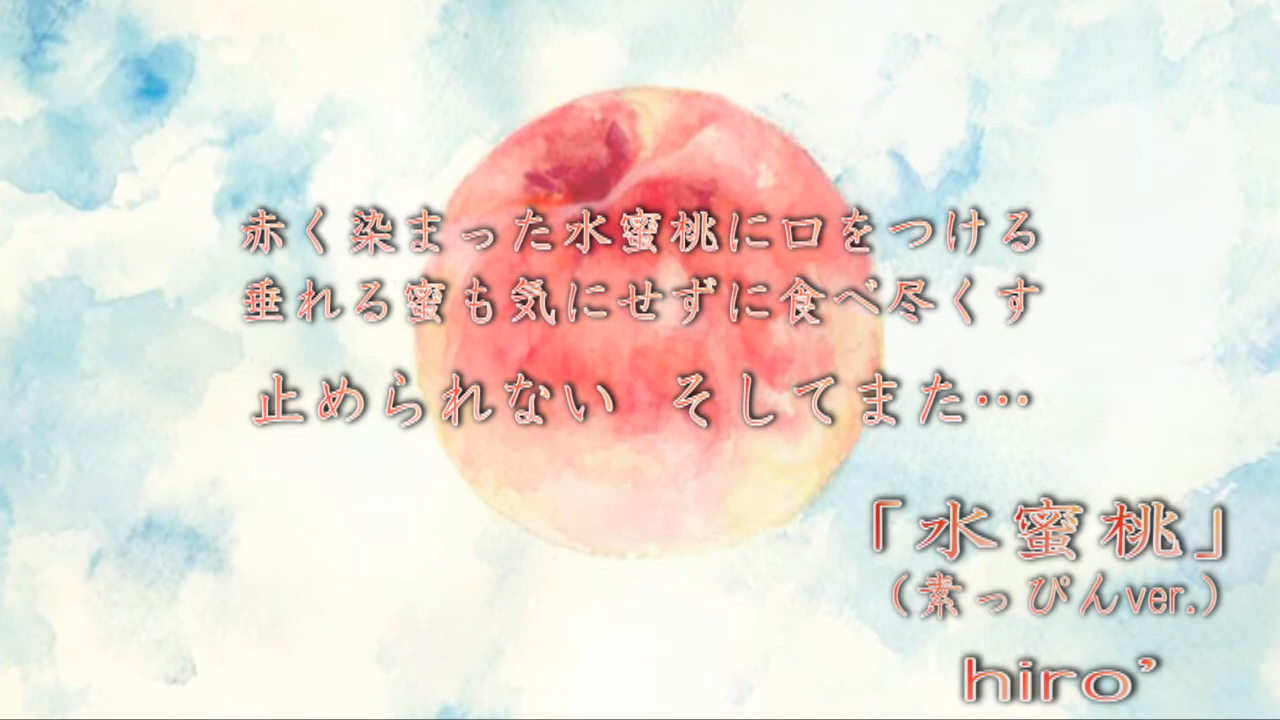 赤く染まった水蜜桃に口をつける
垂れる蜜も気にせずに食べ尽くす
止められない　そしてまた…
「水蜜桃」
（素っぴんver.）
hiro’